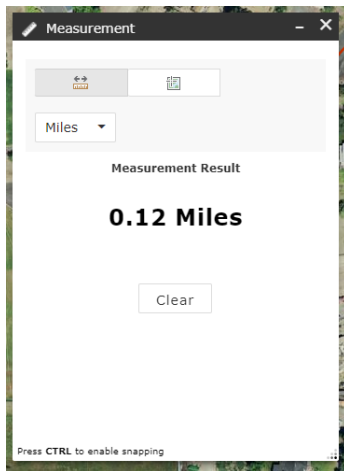 Measurement
Miles
Measurement Result
0.12 Miles
Clear
Press CTRL to enable snapping